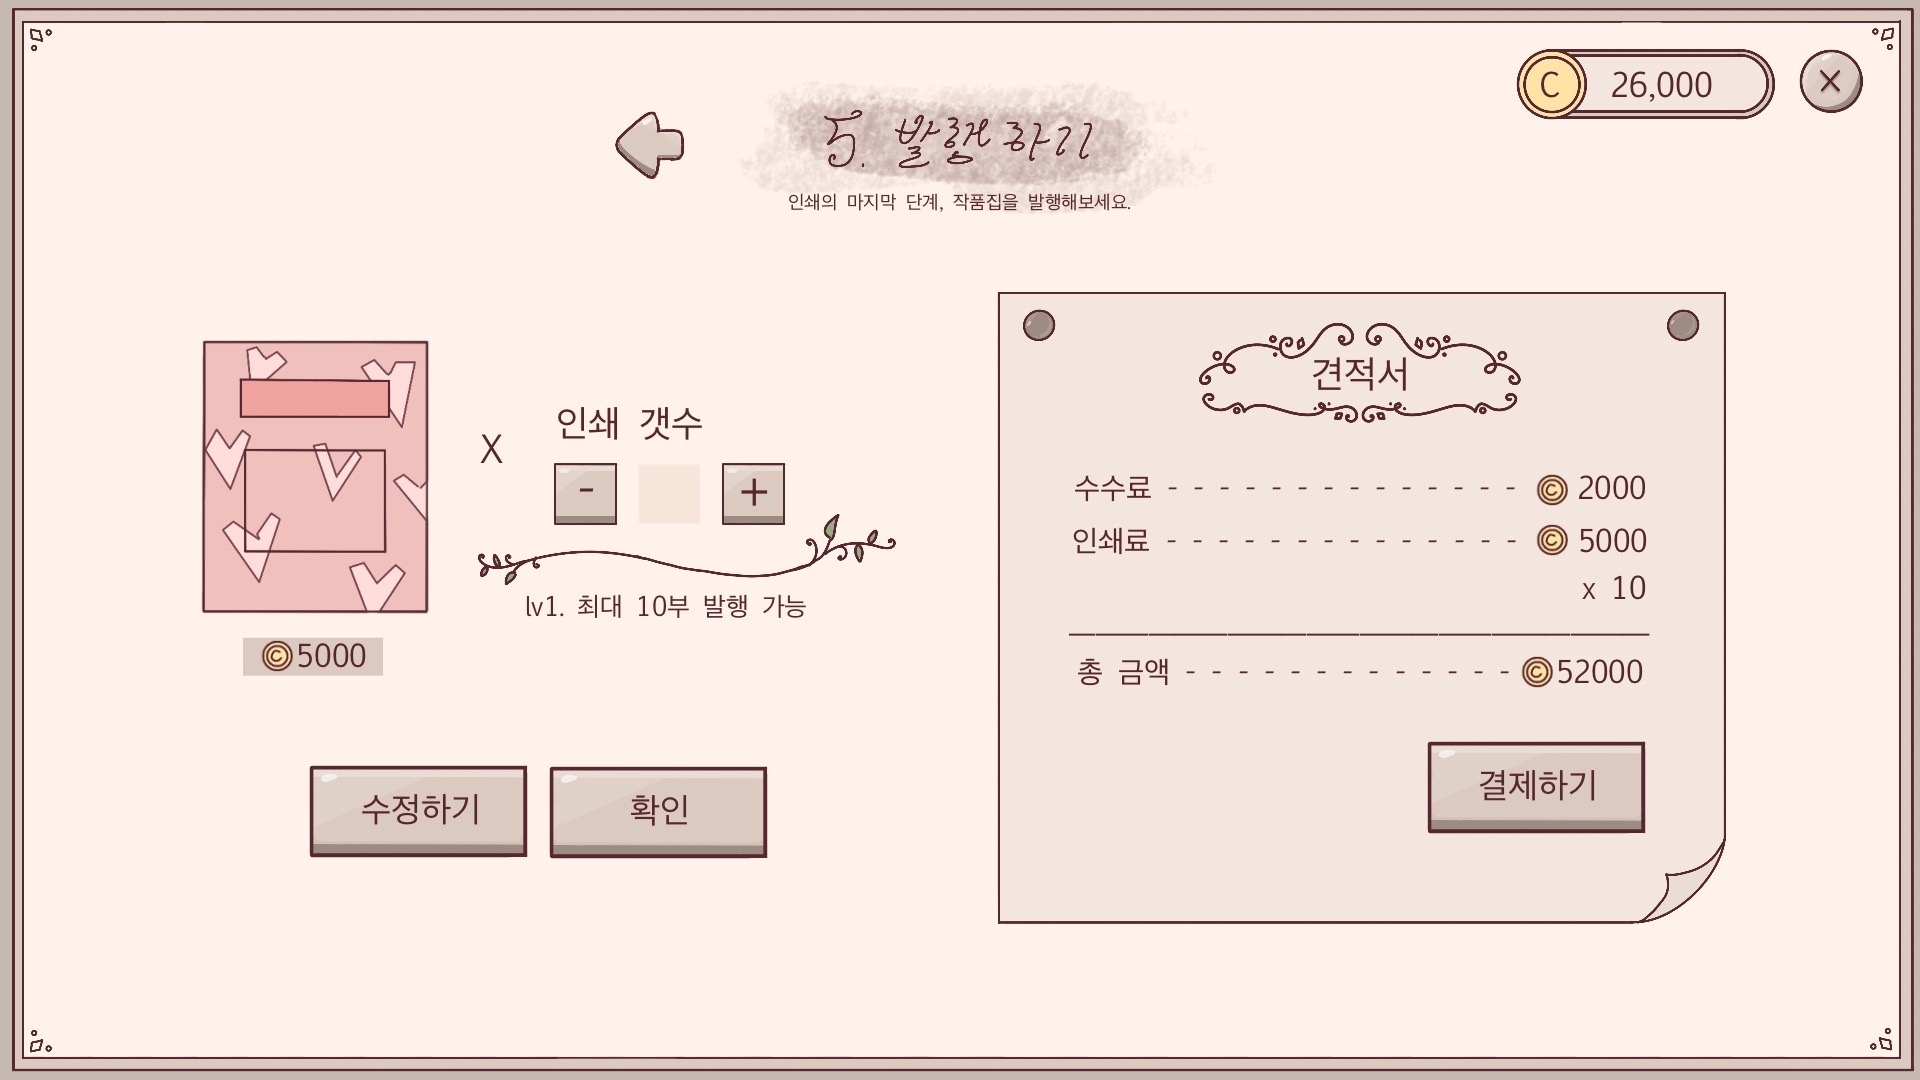 C 26,000 X
5. 발행하기
인쇄의 마지막 단계, 작품집을 발행해보세요.
X
인쇄 갯수
- +
lv1. 최대 10부 발행 가능
C 5000
수정하기
확인
견적서
수수료 - - - - - - - - - - - - - - C 2000
인쇄료 - - - - - - - - - - - - - - C 5000
x 10
총 금액 - - - - - - - - - - - - - C 52000
결제하기